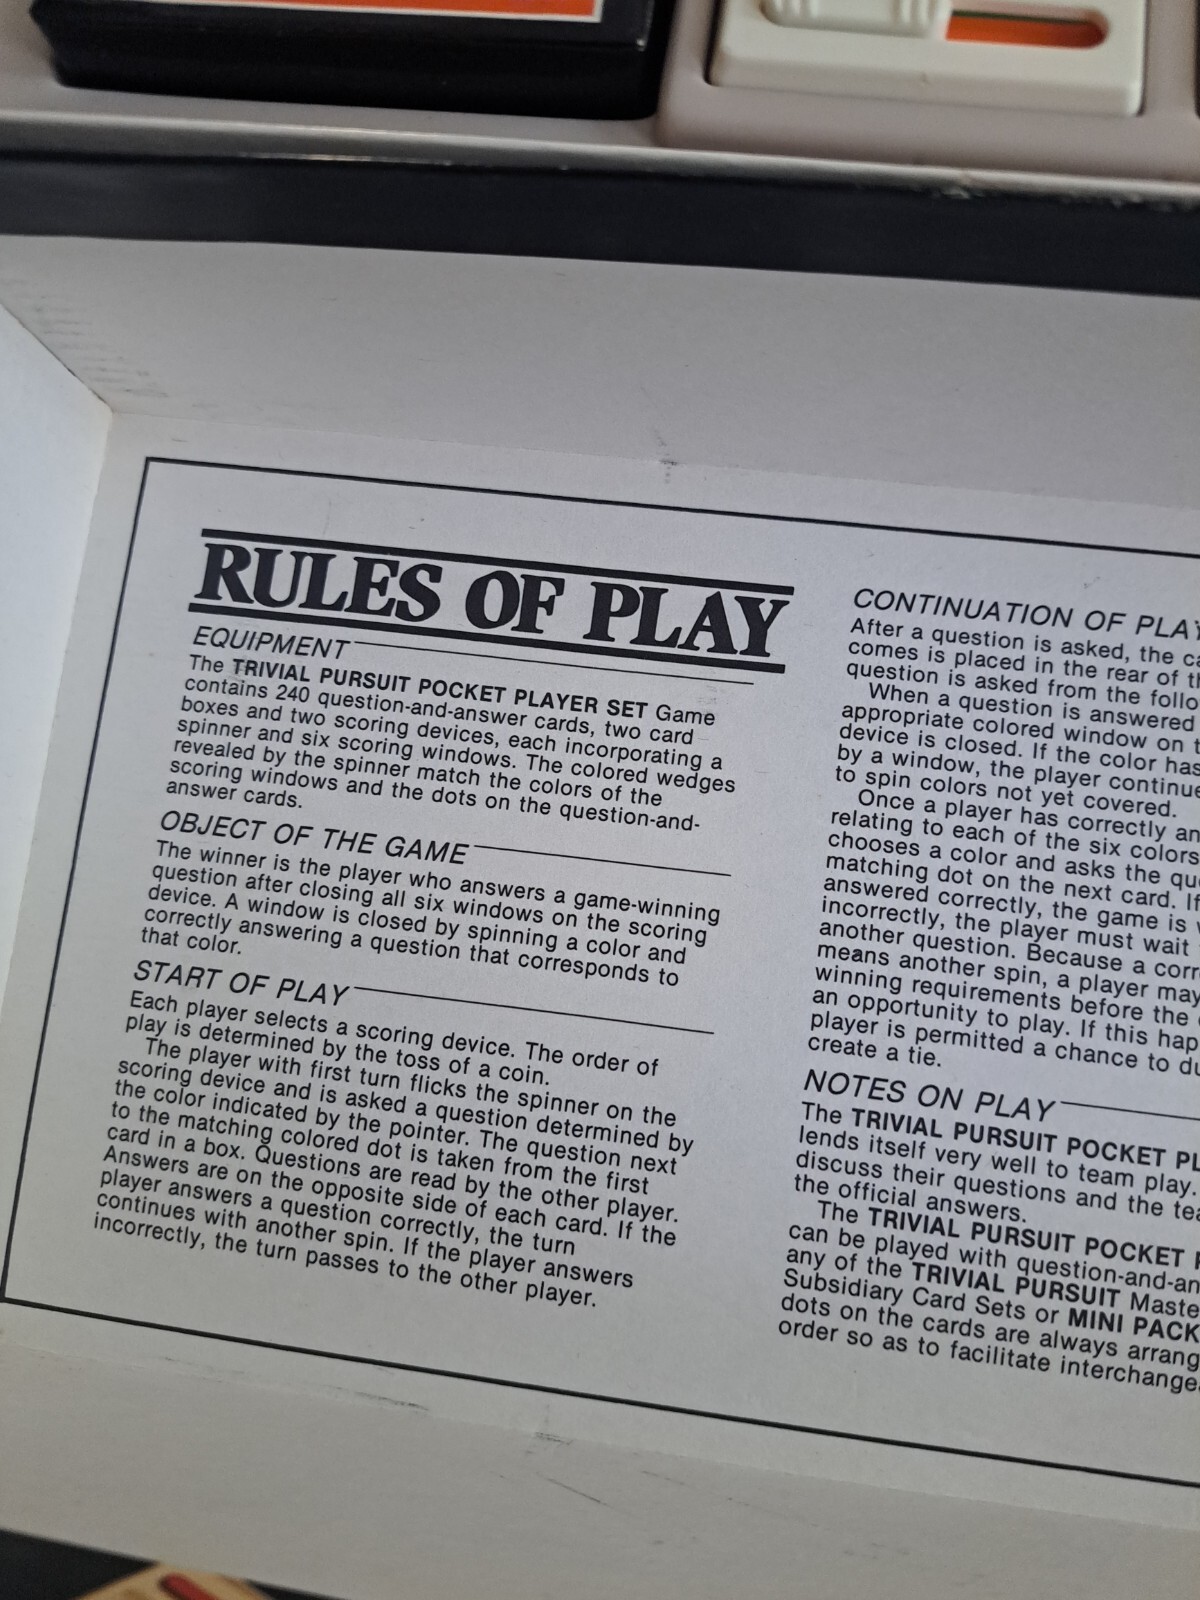 RULES OF PLAY
EQUIPMENT
The TRIVIAL PURSUIT POCKET PLAYER SET Game
contains 240 question-and-answer cards, two card
boxes and two scoring devices, each incorporating a
spinner and six scoring windows. The colored wedges
revealed by the spinner match the colors of the
scoring windows and the dots on the question-and-
answer cards.
OBJECT OF THE GAME
The winner is the player who answers a game-winning
question after closing all six windows on the scoring
device. A window is closed by spinning a color and
correctly answering a question that corresponds to
that color.
START OF PLAY
Each player selects a scoring device. The order of
play is determined by the toss of a coin.
The player with first turn flicks the spinner on the
scoring device and is asked a question determined by
the color indicated by the pointer. The question next
to the matching colored dot is taken from the first
card in a box. Questions are read by the other player.
Answers are on the opposite side of each card. If the
player answers a question correctly, the turn
continues with another spin. If the player answers
incorrectly, the turn passes to the other player.
CONTINUATION OF PLAY
After a question is asked, the
comes is placed in the rear of
question is asked from the
When a question is answered
appropriate colored window on
device is closed. If the color has
by a window, the player
to spin colors not yet covered.
Once a player has correctly
relating to each of the six colors
chooses a color and asks the
matching dot on the next card. If
answered correctly, the game is
incorrectly, the player must wait
another question. Because a
means another spin, a player may
winning requirements before the
an opportunity to play. If this
player is permitted a chance to
create a tie.
NOTES ON PLAY
The TRIVIAL PURSUIT POCKET
lends itself very well to team play.
discuss their questions and the
the official answers.
The TRIVIAL PURSUIT POCKET
can be played with
any of the TRIVIAL PURSUIT
Subsidiary Card Sets or MINI PACK
dots on the cards are always
order so as to facilitate